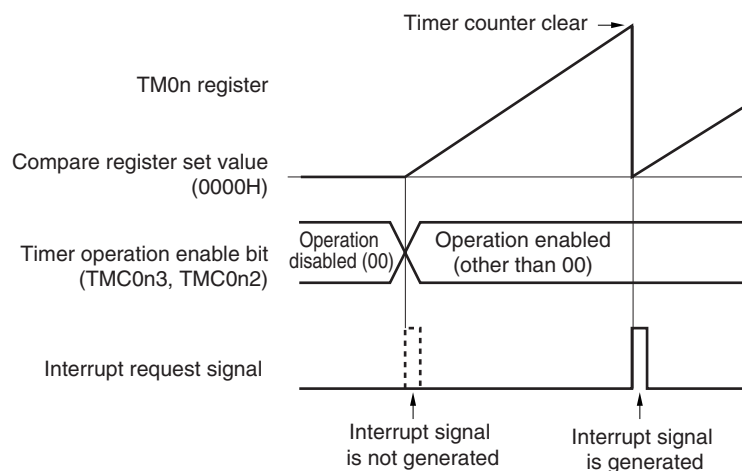 Timer counter clear
TM0n register
Compare register set value
(0000H)
Timer operation enable bit
(TMC0n3, TMC0n2)
Operation
disabled (00)
Operation enabled
(other than 00)
Interrupt request signal
Interrupt signal
is not generated
Interrupt signal
is generated